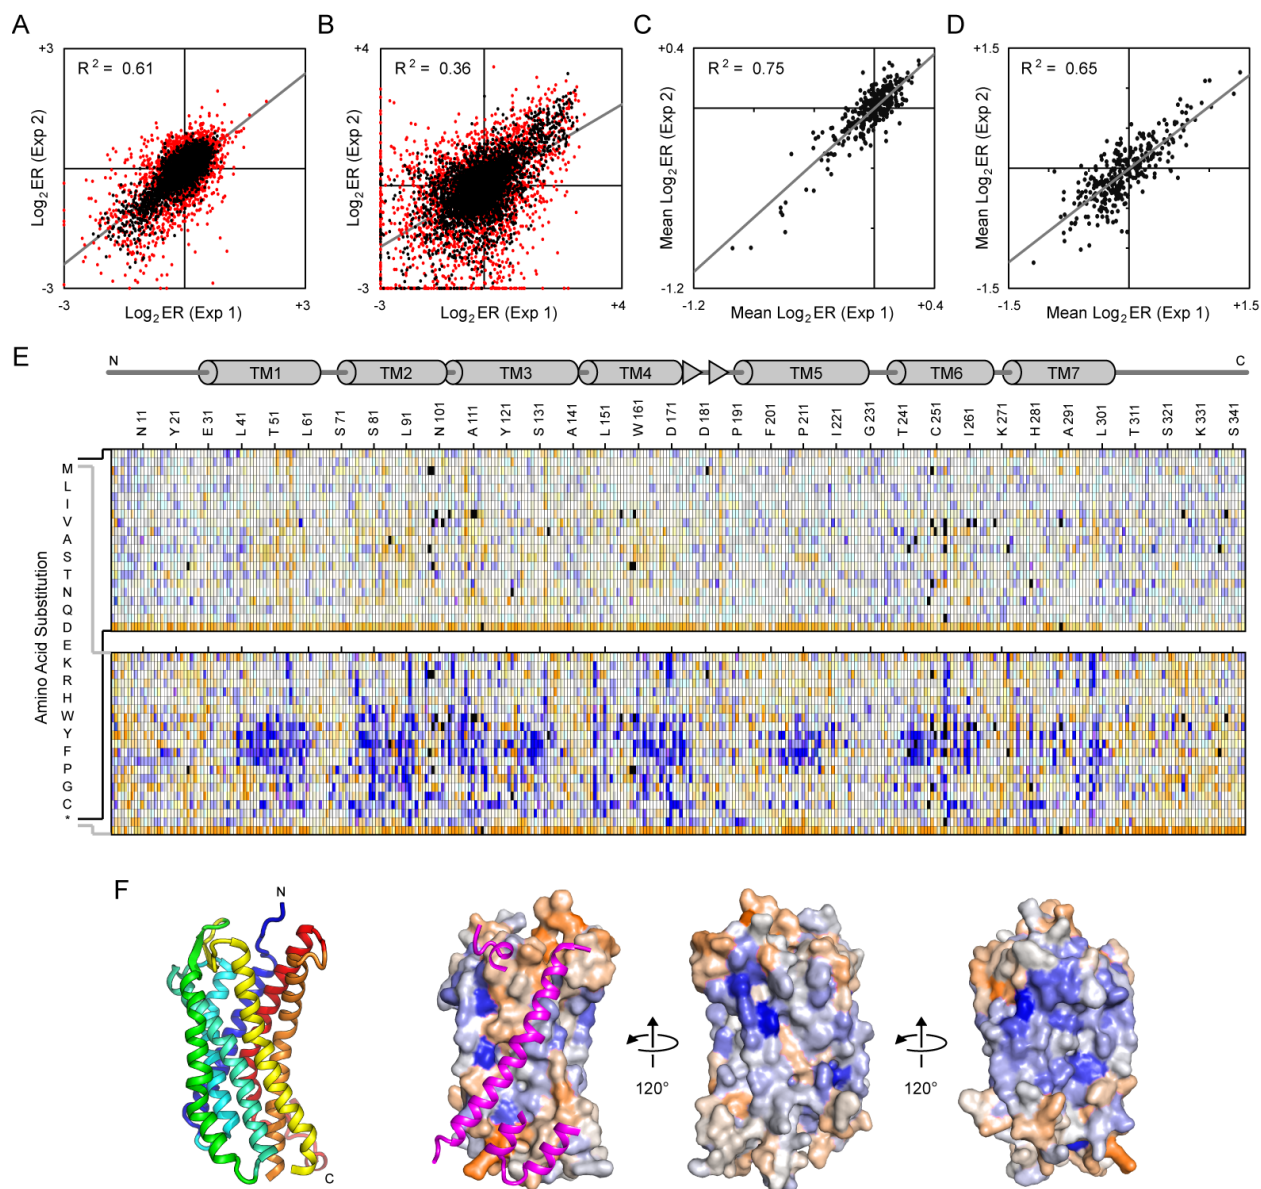 A
B
C
D
+3
R² = 0.61
Log₂ER (Exp 2)
-3
-3
+3
Log₂ER (Exp 1)
+4
R² = 0.36
Log₂ER (Exp 2)
-3
-3
+4
Log₂ER (Exp 1)
+0.4
R² = 0.75
Mean Log₂ER (Exp 2)
-1.2
-1.2
+0.4
Mean Log₂ER (Exp 1)
+1.5
R² = 0.65
Mean Log₂ER (Exp 2)
-1.5
-1.5
+1.5
Mean Log₂ER (Exp 1)
E
N
TM1
TM2
TM3
TM4
TM5
TM6
TM7
C
N 11
Y 21
E 31
L 41
T 51
L 61
S 71
S 81
L 91
N 101
A 111
Y 121
S 131
A 141
L 151
W 161
D 171
D 181
P 191
F 201
P 211
I 221
G 231
T 241
C 251
I 261
K 271
H 281
A 291
L 301
T 311
S 321
K 331
S 341
Amino Acid Substitution
M
L
I
V
A
S
T
N
Q
D
E
K
R
H
W
Y
F
P
G
C
*
F
N
C
120°
120°